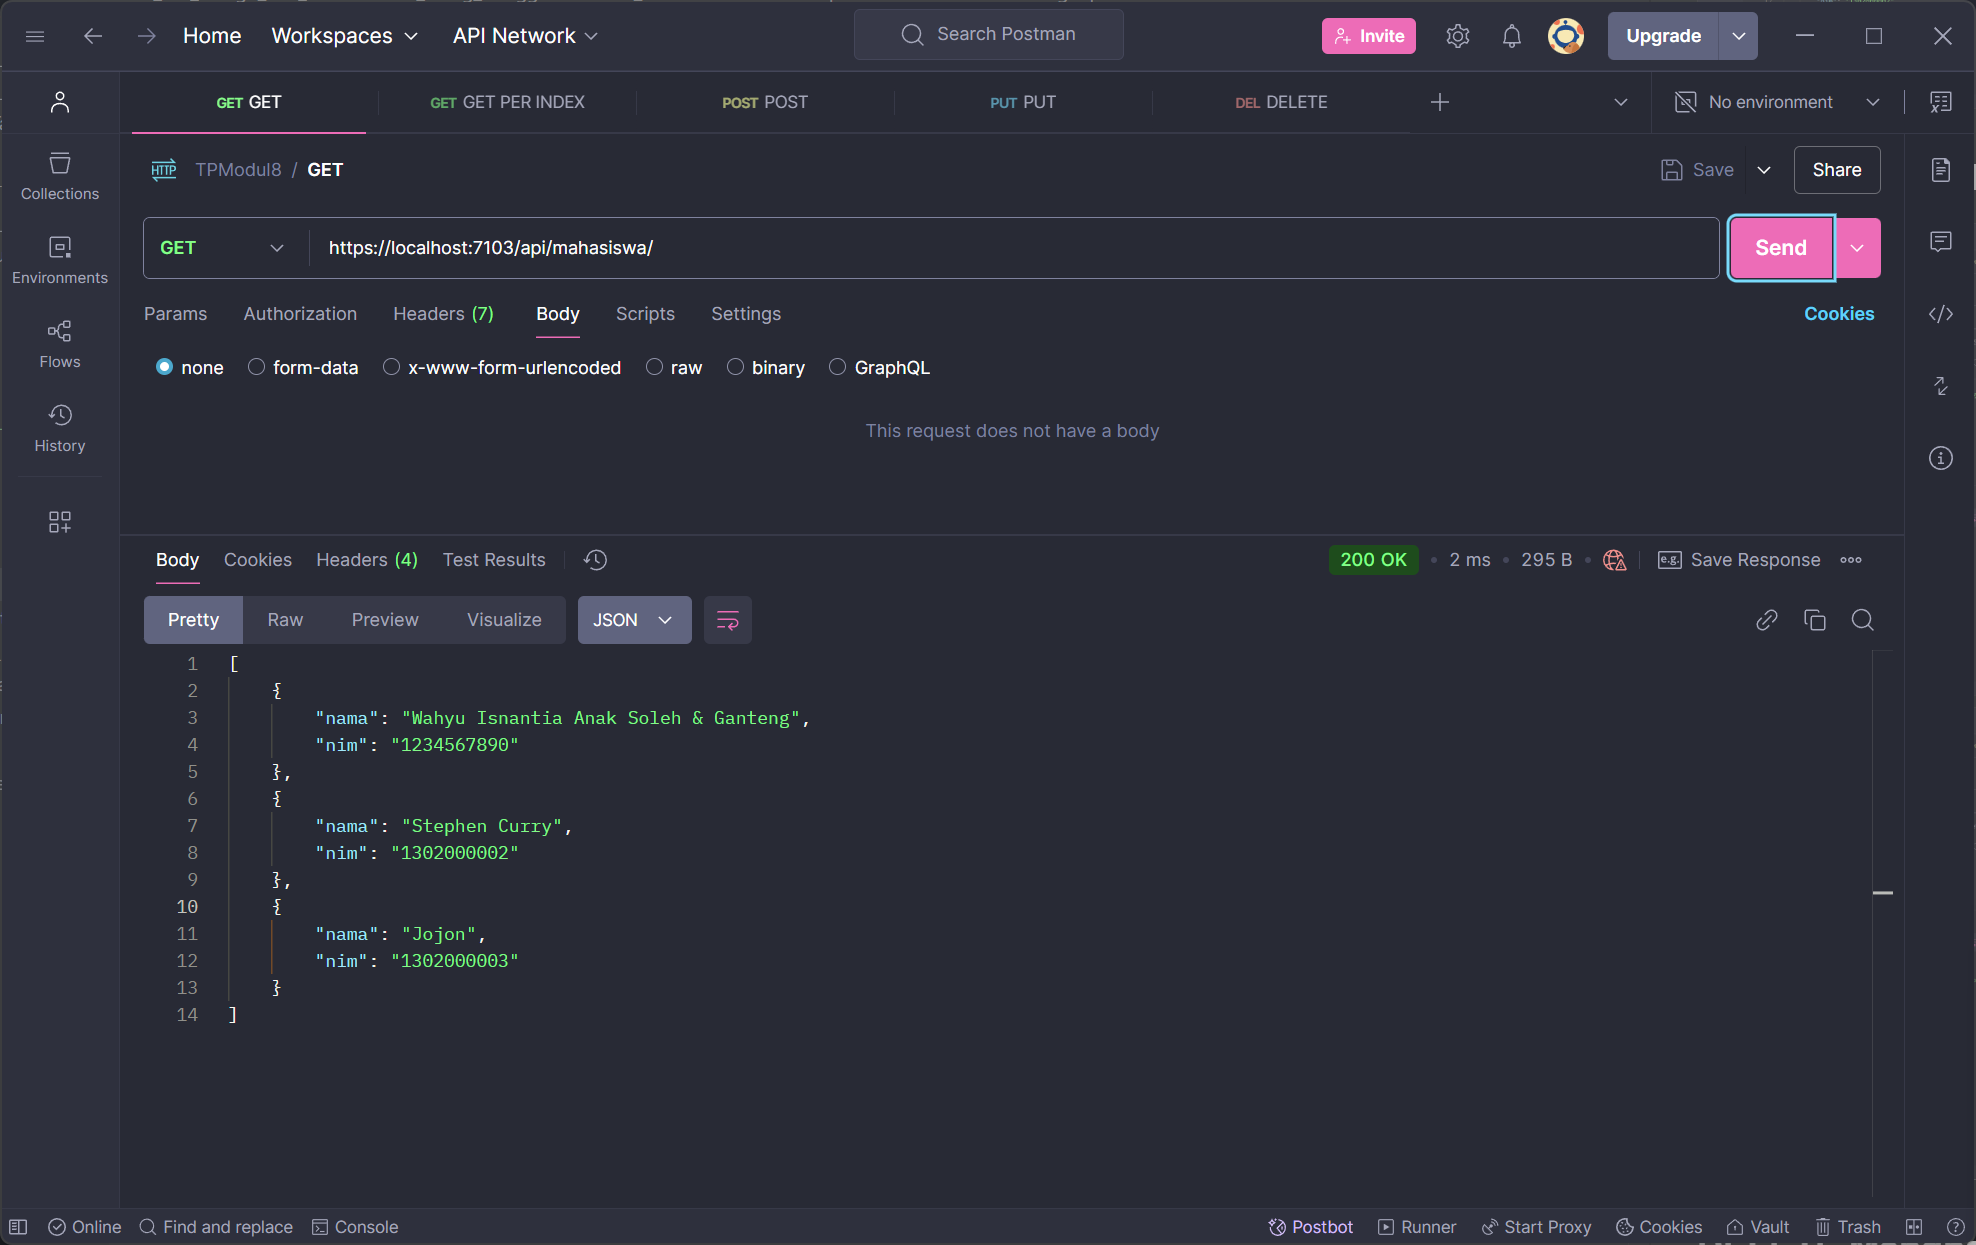 Home Workspaces API Network Search Postman Invite Upgrade
GET GET GET GET PER INDEX POST POST PUT PUT DEL DELETE No environment
HTTP TPModul8 / GET Save Share
Collections
GET https://localhost:7103/api/mahasiswa/ Send
Environments
Params Authorization Headers (7) Body Scripts Settings Cookies
Flows
none form-data x-www-form-urlencoded raw binary GraphQL
History
This request does not have a body
Body Cookies Headers (4) Test Results 200 OK • 2 ms • 295 B • e.g. Save Response
Pretty Raw Preview Visualize JSON
1 [
2 {
3 "nama": "Wahyu Isnantia Anak Soleh & Ganteng",
4 "nim": "1234567890"
5 },
6 {
7 "nama": "Stephen Curry",
8 "nim": "1302000002"
9 },
10 {
11 "nama": "Jojon",
12 "nim": "1302000003"
13 }
14 ]
Online Find and replace Console Postbot Runner Start Proxy Cookies Vault Trash